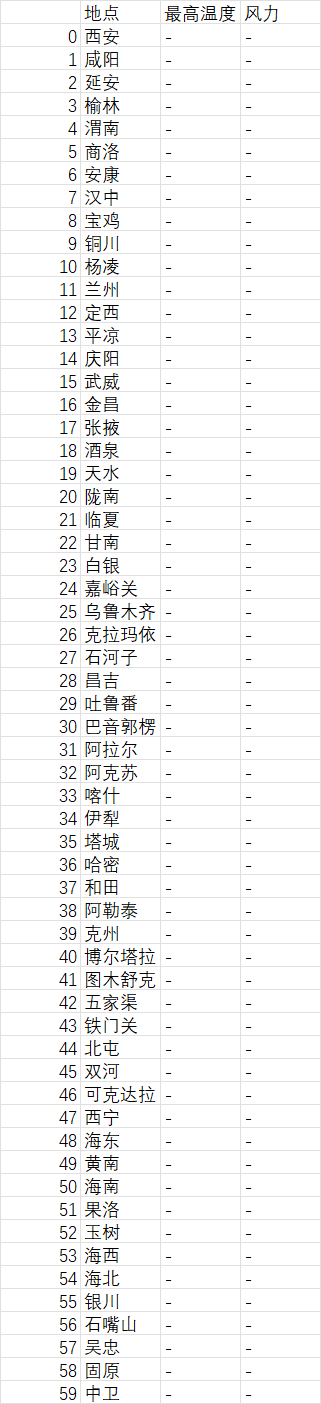 地点 最高温度 风力
0 西安 - -
1 咸阳 - -
2 延安 - -
3 榆林 - -
4 渭南 - -
5 商洛 - -
6 安康 - -
7 汉中 - -
8 宝鸡 - -
9 铜川 - -
10 杨凌 - -
11 兰州 - -
12 定西 - -
13 平凉 - -
14 庆阳 - -
15 武威 - -
16 金昌 - -
17 张掖 - -
18 酒泉 - -
19 天水 - -
20 陇南 - -
21 临夏 - -
22 甘南 - -
23 白银 - -
24 嘉峪关 - -
25 乌鲁木齐 - -
26 克拉玛依 - -
27 石河子 - -
28 昌吉 - -
29 吐鲁番 - -
30 巴音郭楞 - -
31 阿拉尔 - -
32 阿克苏 - -
33 喀什 - -
34 伊犁 - -
35 塔城 - -
36 哈密 - -
37 和田 - -
38 阿勒泰 - -
39 克州 - -
40 博尔塔拉 - -
41 图木舒克 - -
42 五家渠 - -
43 铁门关 - -
44 北屯 - -
45 双河 - -
46 可克达拉 - -
47 西宁 - -
48 海东 - -
49 黄南 - -
50 海南 - -
51 果洛 - -
52 玉树 - -
53 海西 - -
54 海北 - -
55 银川 - -
56 石嘴山 - -
57 吴忠 - -
58 固原 - -
59 中卫 - -